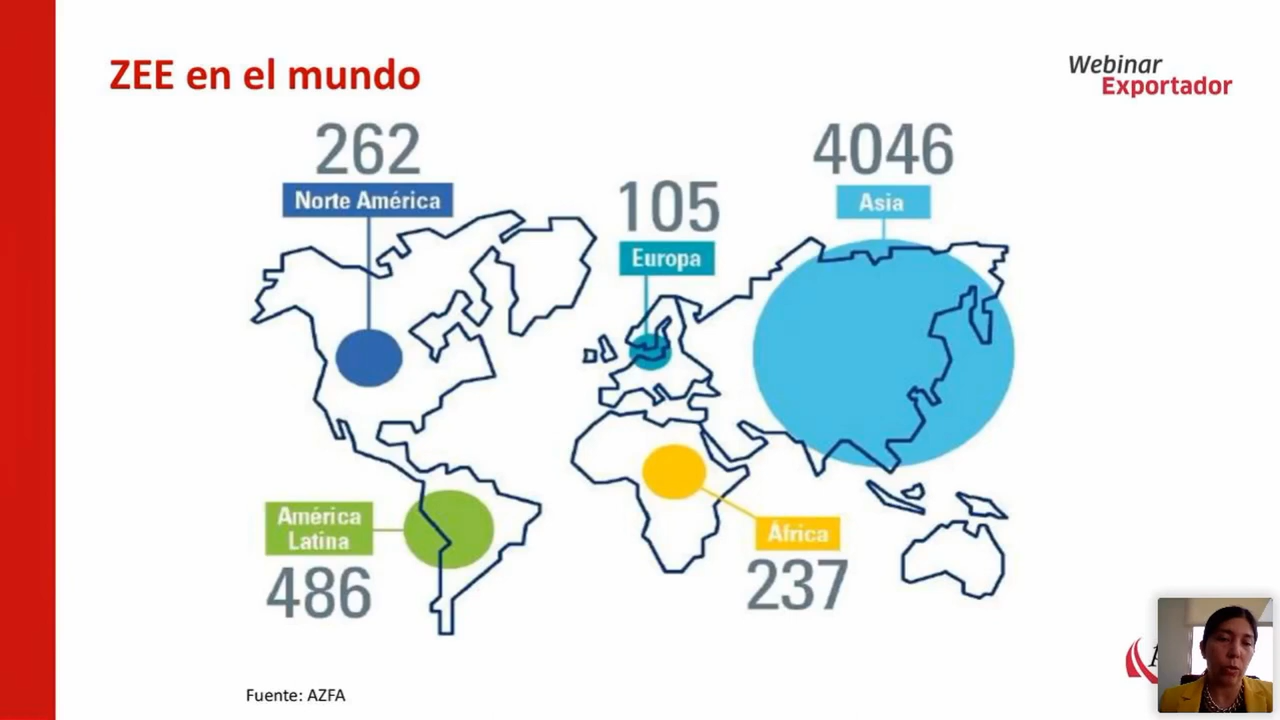 ZEE en el mundo
Webinar
Exportador
262
Norte América
105
Europa
4046
Asia
América
Latina
486
África
237
Fuente: AZFA